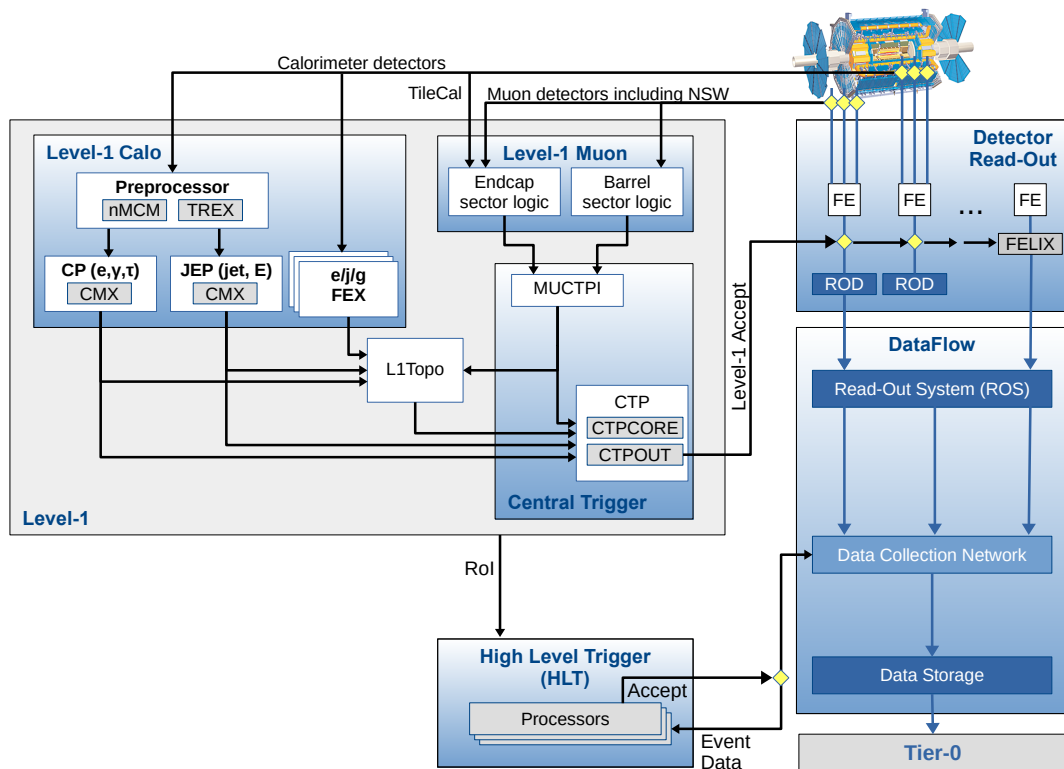 Calorimeter detectors
TileCal
Muon detectors including NSW
Detector
Read-Out
Level-1 Calo
Preprocessor
nMCM
TREX
CP (e,γ,τ)
CMX
JEP (jet, E)
CMX
e/j/g
FEX
Level-1 Muon
Endcap
sector logic
Barrel
sector logic
MUCTPI
L1Topo
CTP
CTPCORE
CTPOUT
Central Trigger
Level-1
Level-1 Accept
FE
FE
...
FE
FELIX
ROD
ROD
DataFlow
Read-Out System (ROS)
Data Collection Network
Data Storage
Tier-0
RoI
High Level Trigger
(HLT)
Accept
Processors
Event
Data